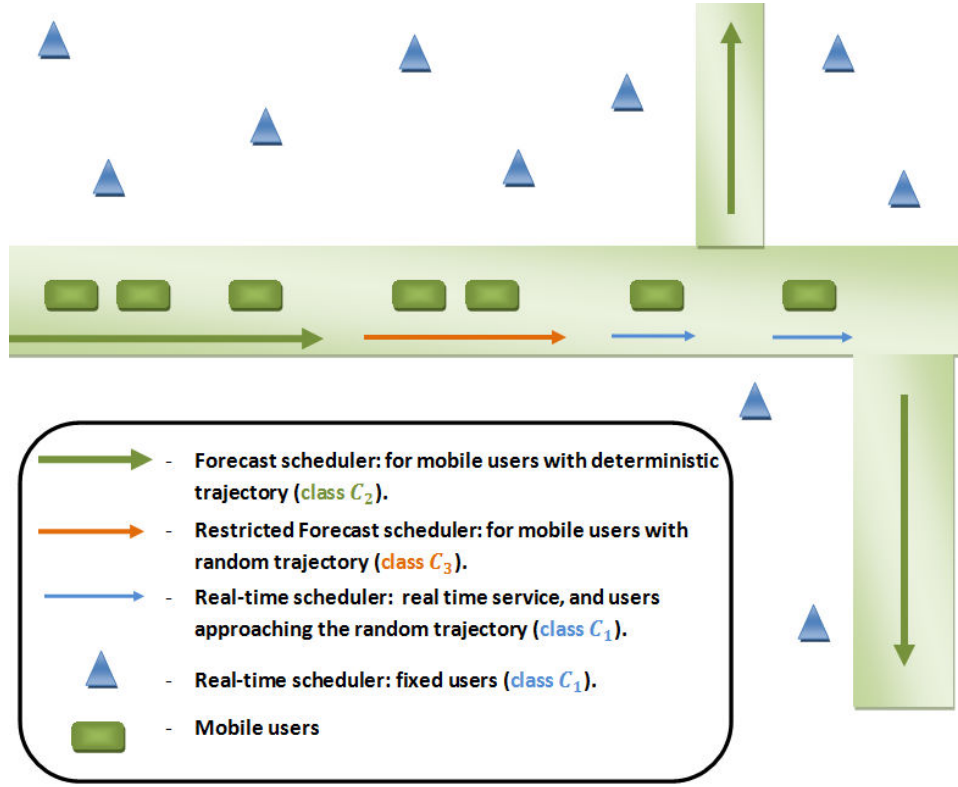 - Forecast scheduler: for mobile users with deterministic
trajectory (class C₂).
- Restricted Forecast scheduler: for mobile users with
random trajectory (class C₃).
- Real-time scheduler: real time service, and users
approaching the random trajectory (class C₁).
- Real-time scheduler: fixed users (class C₁).
- Mobile users